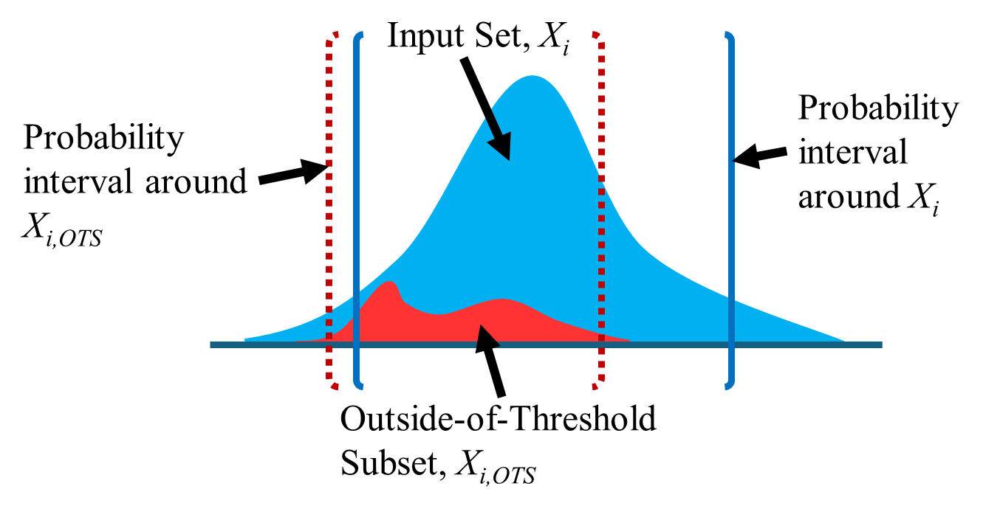 Input Set, Xi
Probability
interval around
Xi,OTS
Probability
interval
around Xi
Outside-of-Threshold
Subset, Xi,OTS